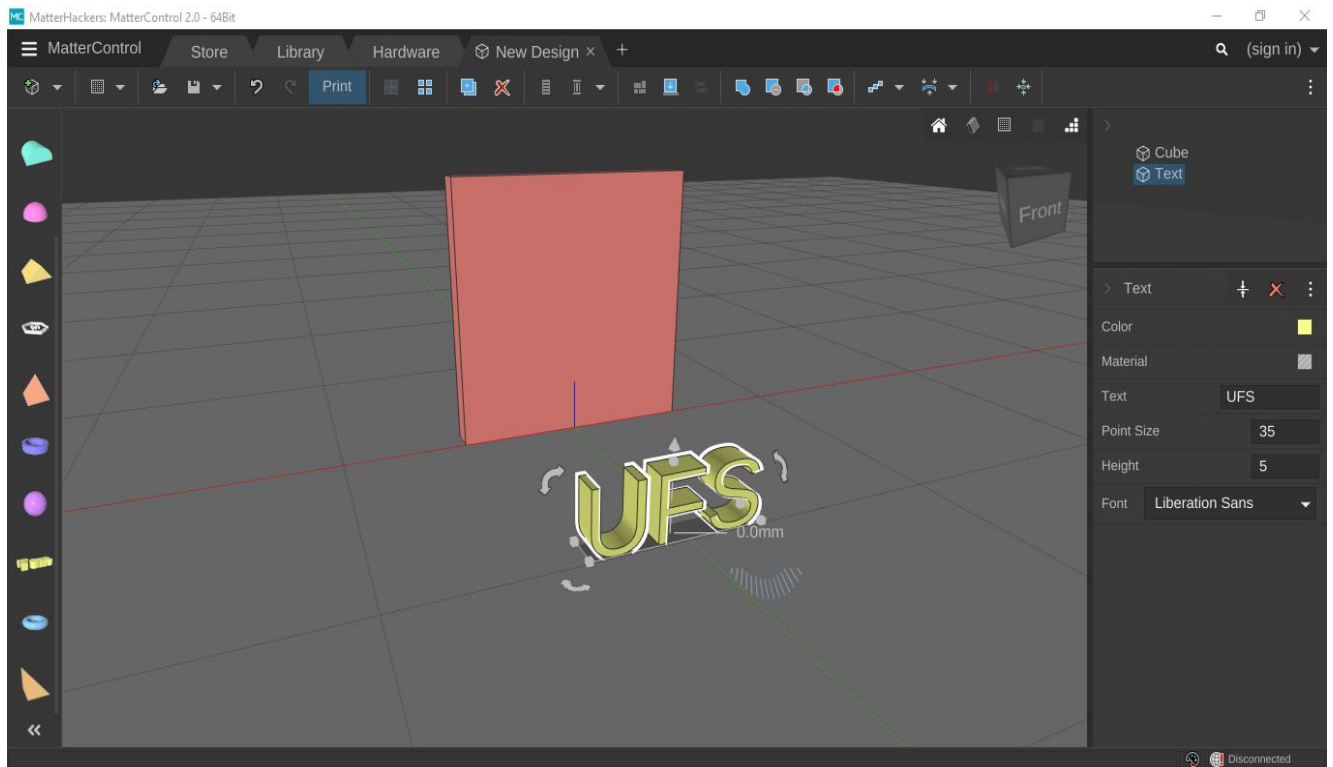 MC MatterHackers: MatterControl 2.0 - 64Bit
MatterControl Store Library Hardware New Design × + (sign in)
Print
Cube
Text
Front
Text
Color
Material
Text UFS
Point Size 35
Height 5
Font Liberation Sans
UFS
0.0mm
Disconnected